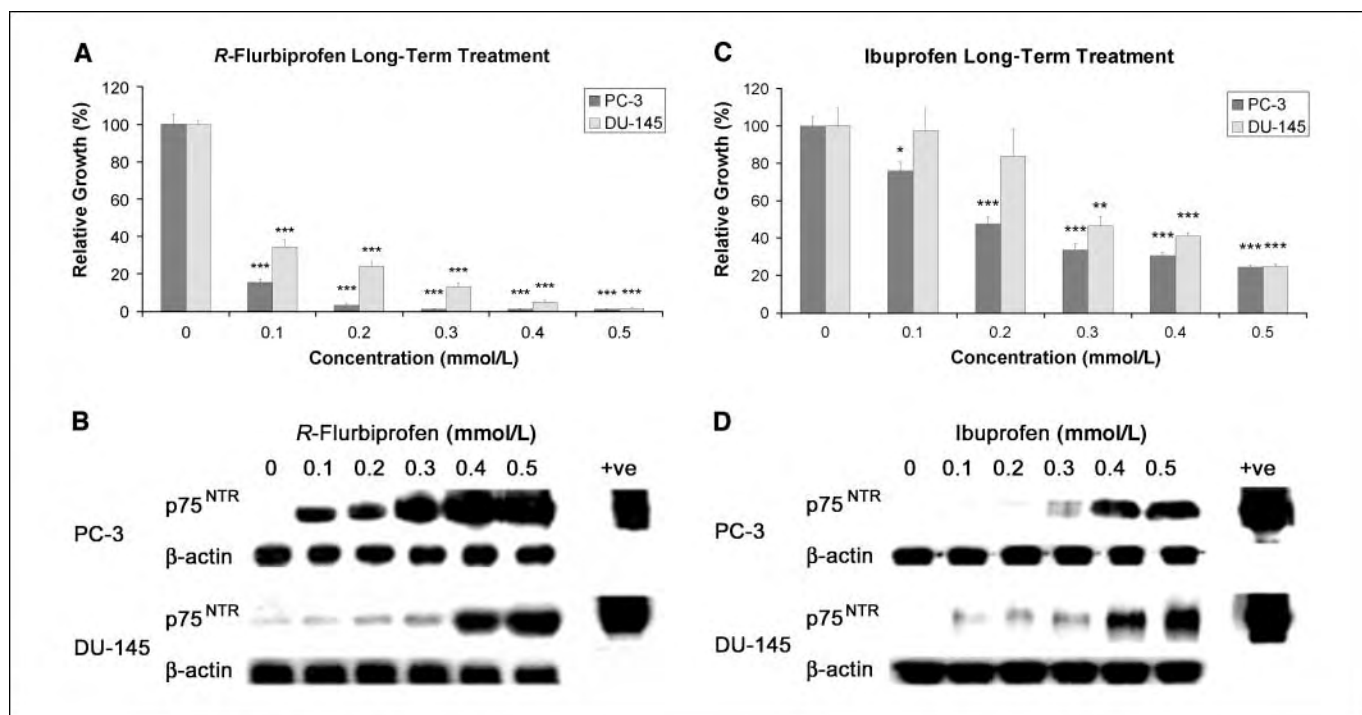 A
R-Flurbiprofen Long-Term Treatment
Relative Growth (%)
120
100
80
60
40
20
0
PC-3
DU-145
***
***
***
***
***
***
***
***
***
***
0 0.1 0.2 0.3 0.4 0.5
Concentration (mmol/L)
C
Ibuprofen Long-Term Treatment
Relative Growth (%)
120
100
80
60
40
20
0
PC-3
DU-145
*
***
***
**
***
***
***
***
0 0.1 0.2 0.3 0.4 0.5
Concentration (mmol/L)
B
R-Flurbiprofen (mmol/L)
0 0.1 0.2 0.3 0.4 0.5 +ve
PC-3
p75NTR
β-actin
DU-145
p75NTR
β-actin
D
Ibuprofen (mmol/L)
0 0.1 0.2 0.3 0.4 0.5 +ve
PC-3
p75NTR
β-actin
DU-145
p75NTR
β-actin